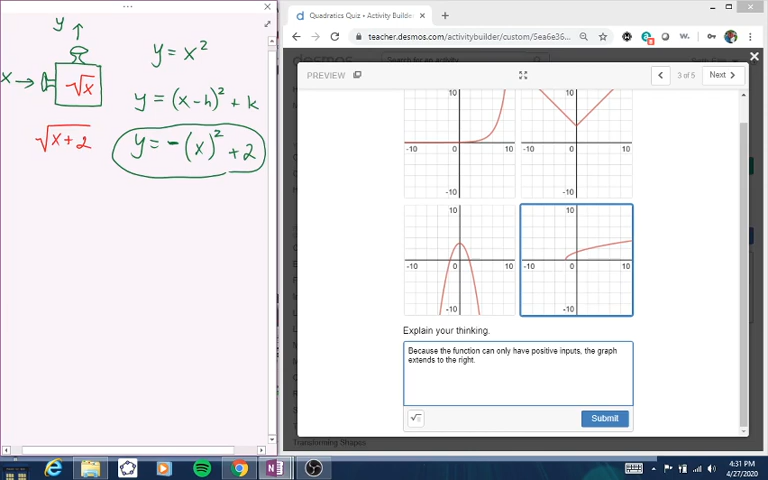 y ↑
x →
√x
√x+2
y = x²
y = (x-h)² + k
y = -(x)² + 2
Quadratics Quiz • Activity Builder
teacher.desmos.com/activitybuilder/custom/5ea6e36...
PREVIEW
3 of 5
Next
10
10
-10
0
10
-10
0
10
-10
-10
10
10
-10
0
10
-10
0
10
-10
-10
Explain your thinking.
Because the function can only have positive inputs, the graph
extends to the right.
√
Submit
Transforming Shapes
4:31 PM
4/27/2020